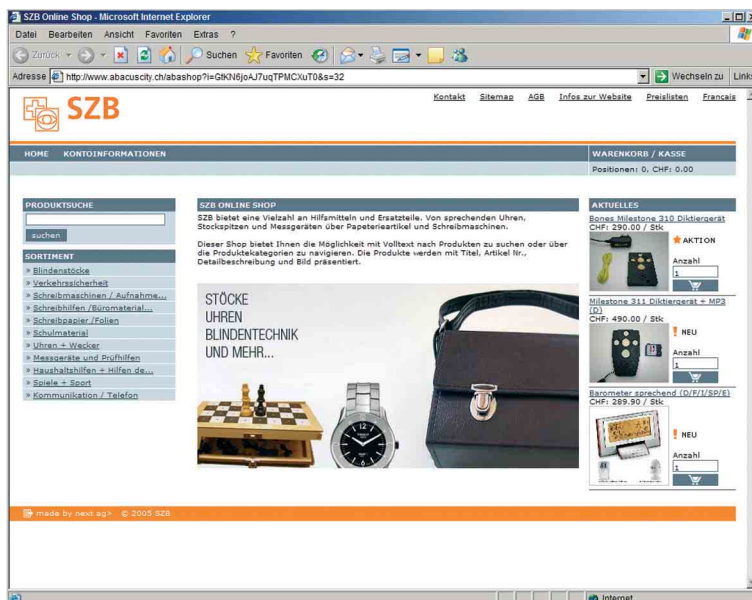 SZB Online Shop - Microsoft Internet Explorer
Datei Bearbeiten Ansicht Favoriten Extras ?
Zurück Suchen Favoriten
Adresse http://www.abacuscity.ch/abashop?i=GtKN6joAJ7uqTPMCXuT0&s=32 Wechseln zu Links
SZB
Kontakt Sitemap AGB Infos zur Website Preislisten Francais
HOME KONTOINFORMATIONEN WARENKORB / KASSE
Positionen: 0, CHF: 0.00
PRODUKTSUCHE
suchen
SORTIMENT
» Blindenstöcke
» Verkehrssicherheit
» Schreibmaschinen / Aufnahme...
» Schreibhilfen /Büromaterial...
» Schreibpapier /Folien
» Schulmaterial
» Uhren + Wecker
» Messgeräte und Prüfhilfen
» Haushaltshilfen + Hilfen de...
» Spiele + Sport
» Kommunikation / Telefon
SZB ONLINE SHOP
SZB bietet eine Vielzahl an Hilfsmitteln und Ersatzteile. Von sprechenden Uhren,
Stockspitzen und Messgeräten über Papeterieartikel und Schreibmaschinen.
Dieser Shop bietet Ihnen die Möglichkeit mit Volltext nach Produkten zu suchen oder über
die Produktekategorien zu navigieren. Die Produkte werden mit Titel, Artikel Nr.,
Detailbeschreibung und Bild präsentiert.
STÖCKE
UHREN
BLINDENTECHNIK
UND MEHR...
AKTUELLES
Bones Milestone 310 Diktiergerät
CHF: 290.00 / Stk
AKTION
Anzahl
1
Milestone 311 Diktiergerät + MP3
(D)
CHF: 490.00 / Stk
! NEU
Anzahl
1
Barometer sprechend (D/F/I/SP/E)
CHF: 289.90 / Stk
! NEU
Anzahl
1
made by next ag> © 2005 SZB
Internet